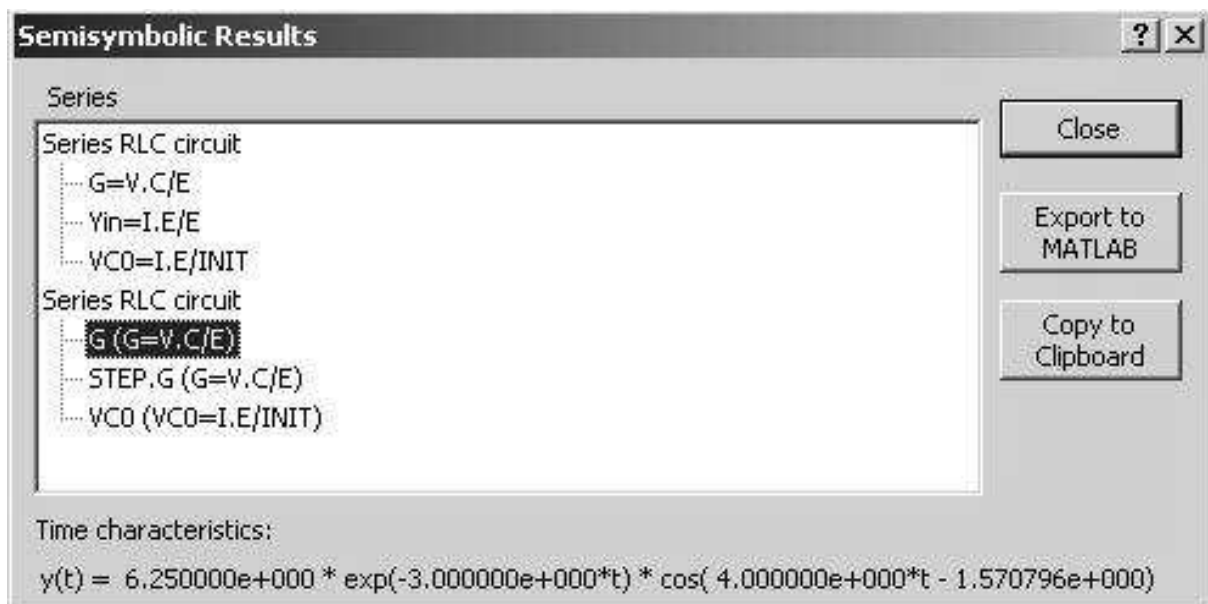 Semisymbolic Results
? ×
Series
Series RLC circuit
G=V.C/E
Yin=I.E/E
VC0=I.E/INIT
Series RLC circuit
G (G=V.C/E)
STEP.G (G=V.C/E)
VC0 (VC0=I.E/INIT)
Close
Export to
MATLAB
Copy to
Clipboard
Time characteristics:
y(t) = 6.250000e+000 * exp(-3.000000e+000*t) * cos( 4.000000e+000*t - 1.570796e+000)